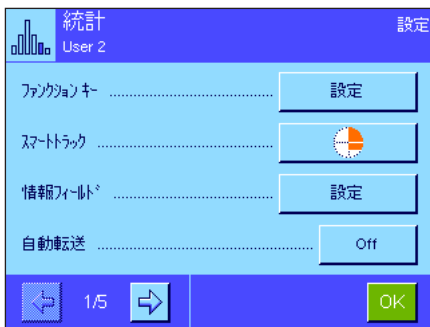 統計
設定
User 2
ﾌｧﾝｸｼｮﾝ ｷｰ ........................................ 設定
ｽﾏｰﾄﾄﾗｯｸ ........................................
情報ﾌｨｰﾙﾄﾞ ........................................ 設定
自動転送 ........................................ Off
1/5
OK